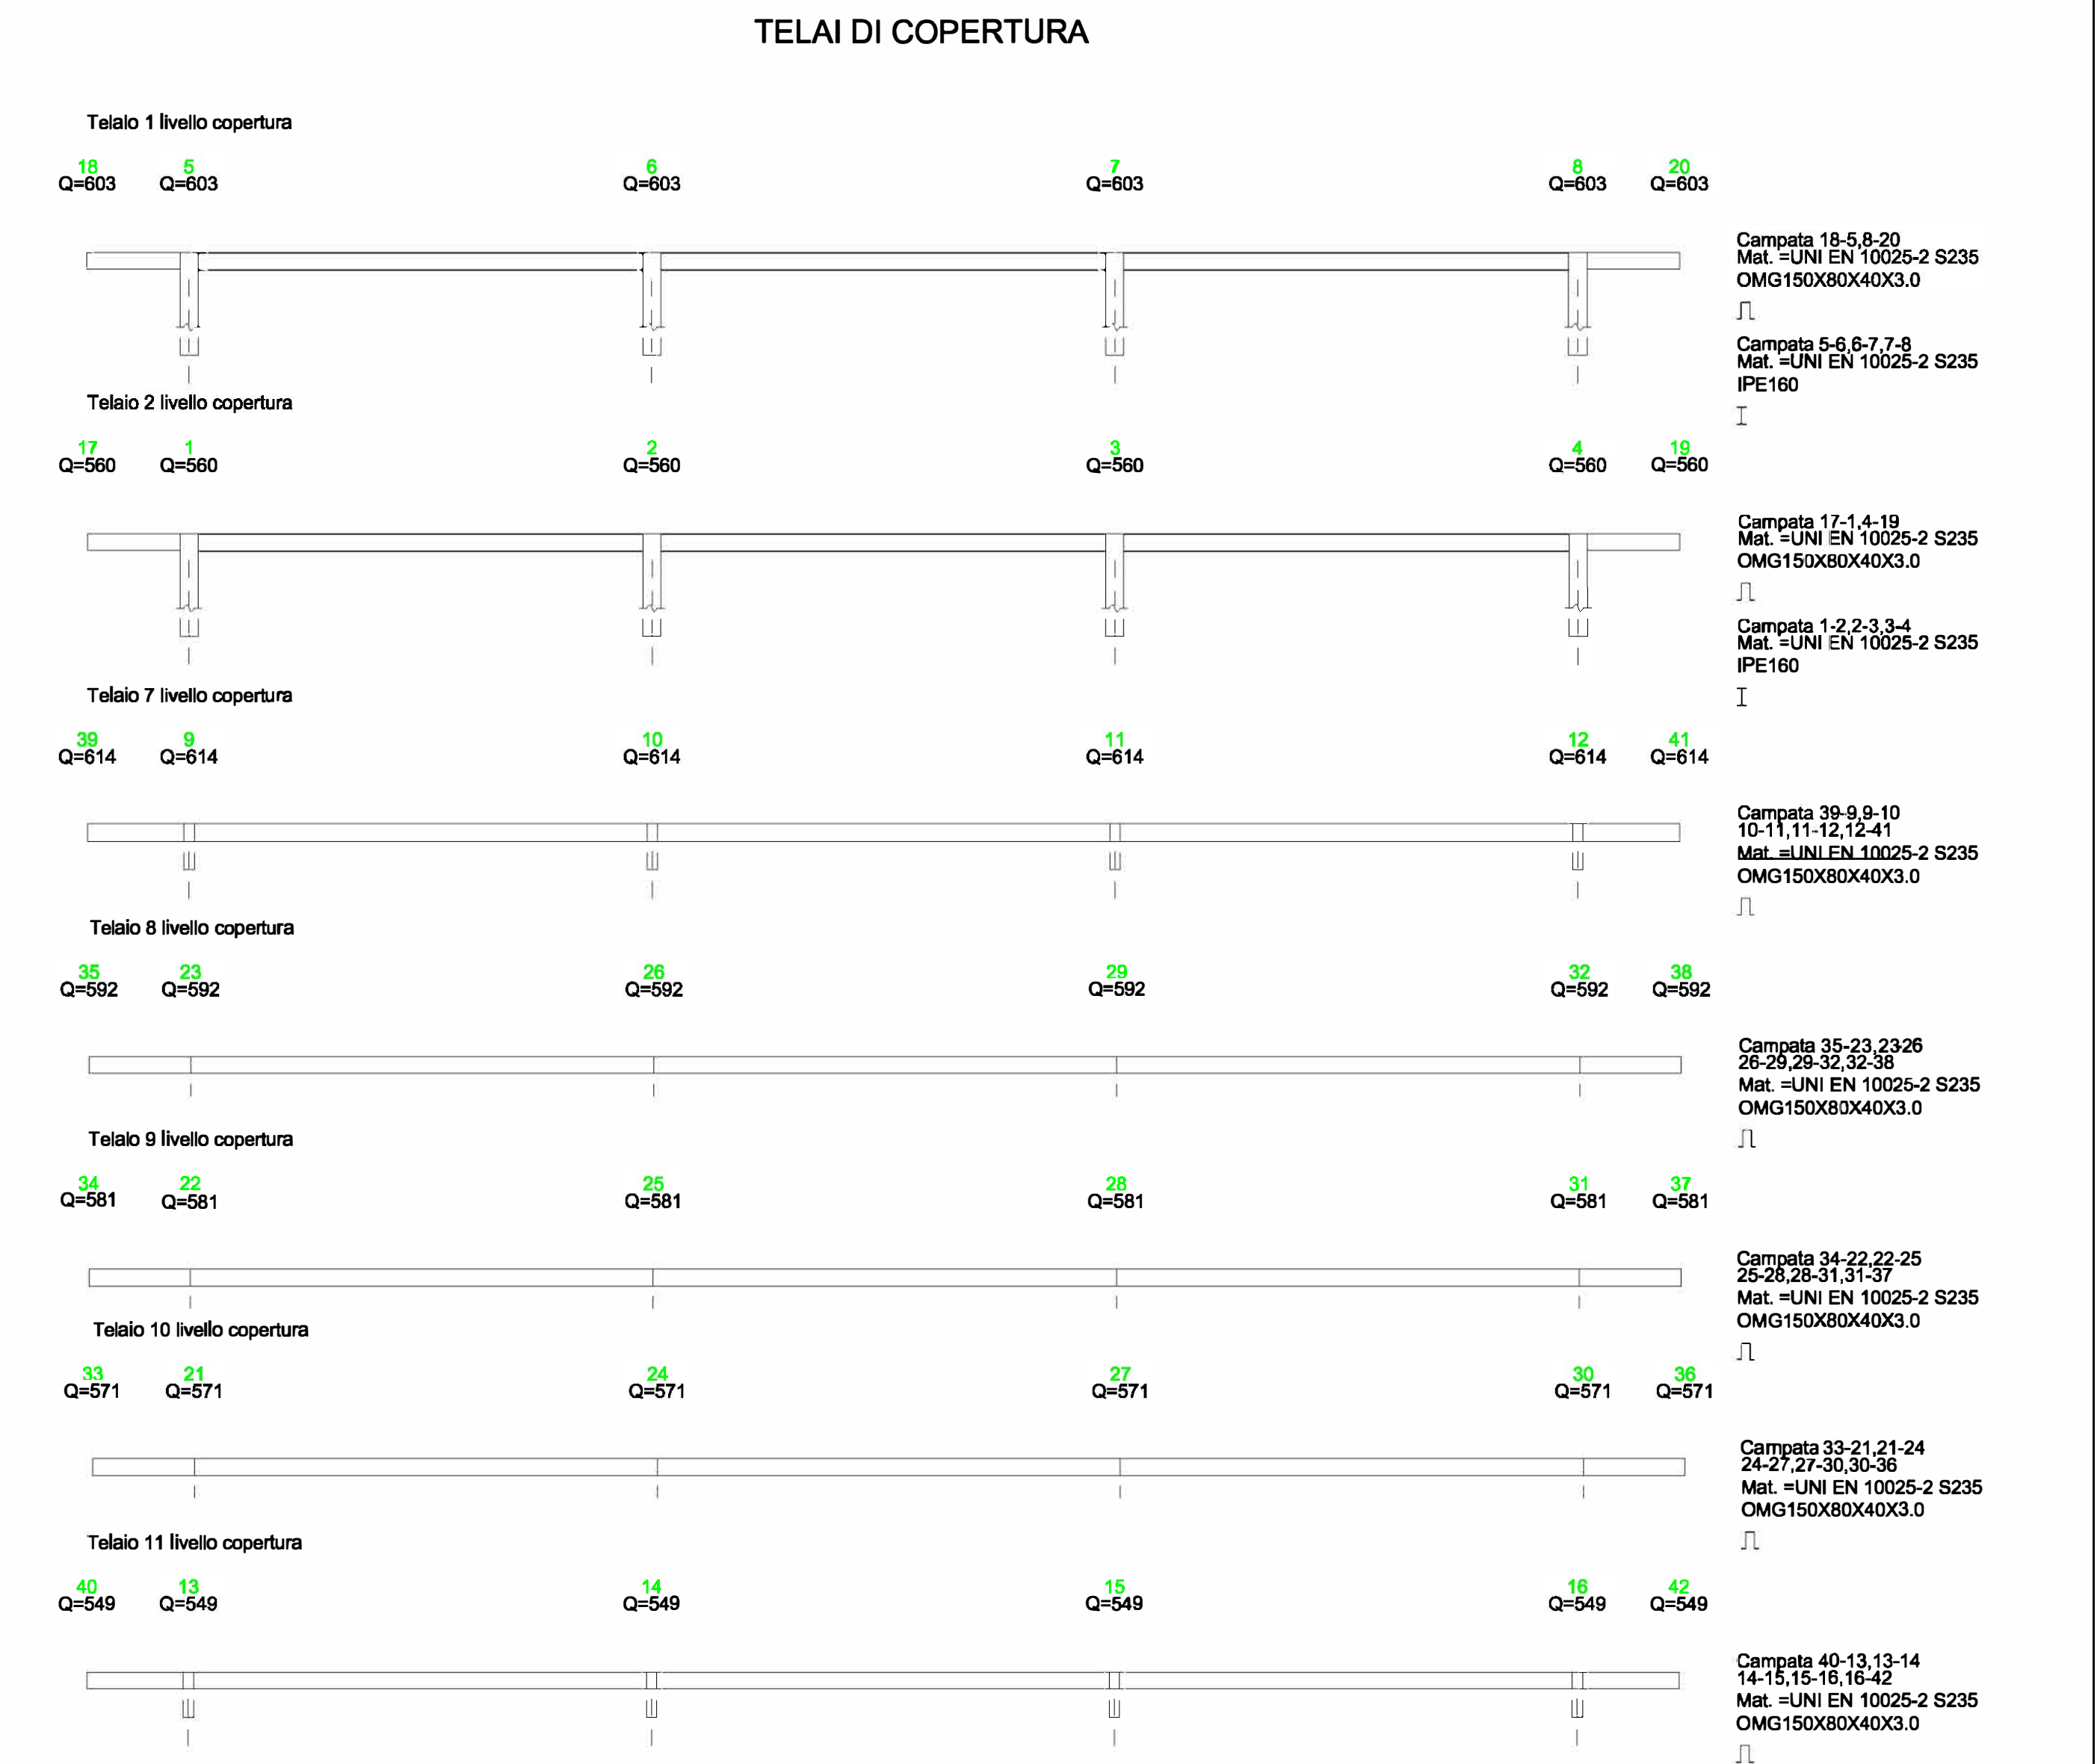 TELAI DI COPERTURA
Telaio 1 livello copertura
18 5 6 7 8 20
Q=603 Q=603 Q=603 Q=603 Q=603 Q=603
Campata 18-5,8-20
Mat. =UNI EN 10025-2 S235
OMG150X80X40X3.0
Campata 5-6,6-7,7-8
Mat. =UNI EN 10025-2 S235
IPE160
Telaio 2 livello copertura
17 1 2 3 4 19
Q=560 Q=560 Q=560 Q=560 Q=560 Q=560
Campata 17-1,4-19
Mat. =UNI EN 10025-2 S235
OMG150X80X40X3.0
Campata 1-2,2-3,3-4
Mat. =UNI EN 10025-2 S235
IPE160
Telaio 7 livello copertura
39 9 10 11 12 41
Q=614 Q=614 Q=614 Q=614 Q=614 Q=614
Campata 39-9,9-10
10-11,11-12,12-41
Mat. =UNI EN 10025-2 S235
OMG150X80X40X3.0
Telaio 8 livello copertura
35 23 26 29 32 38
Q=592 Q=592 Q=592 Q=592 Q=592 Q=592
Campata 35-23,23-26
26-29,29-32,32-38
Mat. =UNI EN 10025-2 S235
OMG150X80X40X3.0
Telaio 9 livello copertura
34 22 25 28 31 37
Q=581 Q=581 Q=581 Q=581 Q=581 Q=581
Campata 34-22,22-25
25-28,28-31,31-37
Mat. =UNI EN 10025-2 S235
OMG150X80X40X3.0
Telaio 10 livello copertura
33 21 24 27 30 36
Q=571 Q=571 Q=571 Q=571 Q=571 Q=571
Campata 33-21,21-24
24-27,27-30,30-36
Mat. =UNI EN 10025-2 S235
OMG150X80X40X3.0
Telaio 11 livello copertura
40 13 14 15 16 42
Q=549 Q=549 Q=549 Q=549 Q=549 Q=549
Campata 40-13,13-14
14-15,15-16,16-42
Mat. =UNI EN 10025-2 S235
OMG150X80X40X3.0